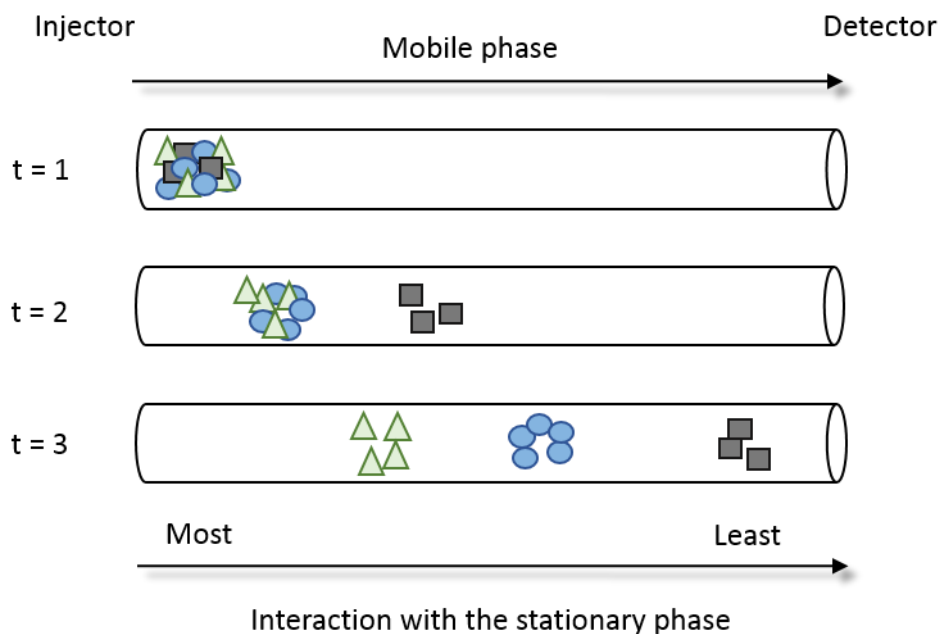 Injector
Detector
Mobile phase
t = 1
t = 2
t = 3
Most
Least
Interaction with the stationary phase